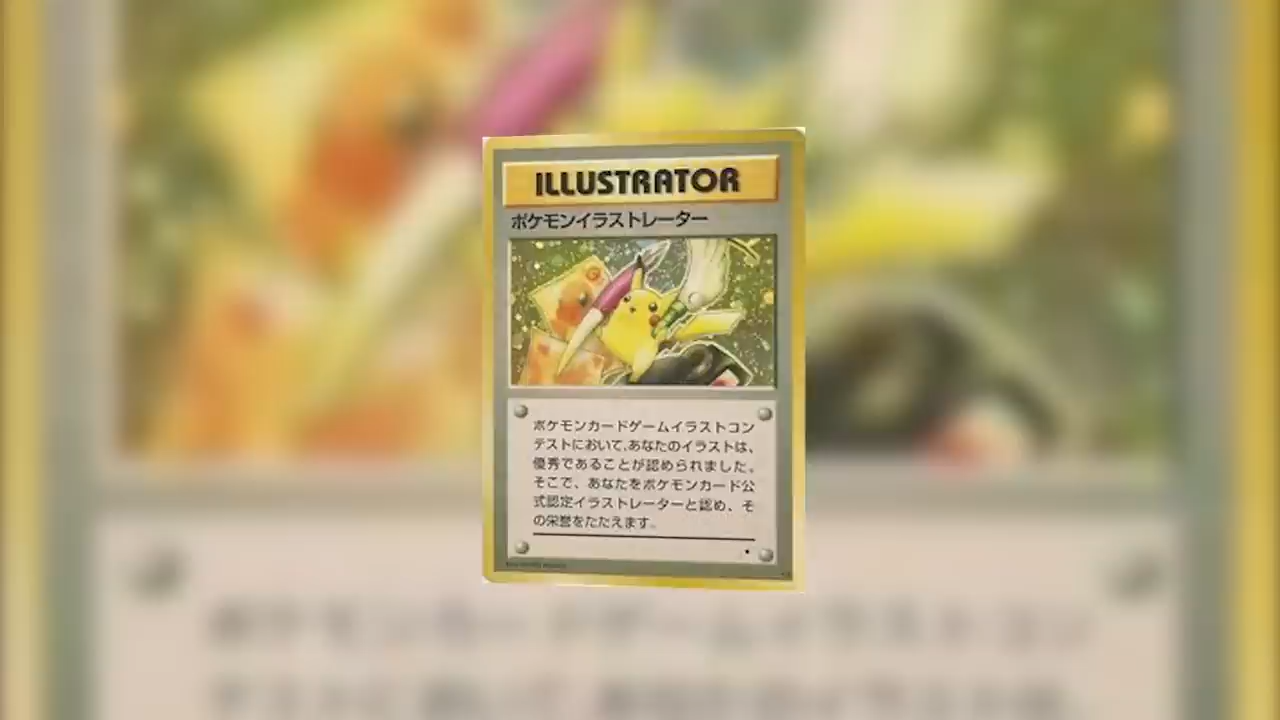 ILLUSTRATOR
ポケモンイラストレーター
ポケモンカードゲームイラストコン
テストにおいて、あなたのイラストは、
優秀であることが認められました。
そこで、あなたをポケモンカード公
式認定イラストレーターと認め、そ
の栄誉をたたえます。